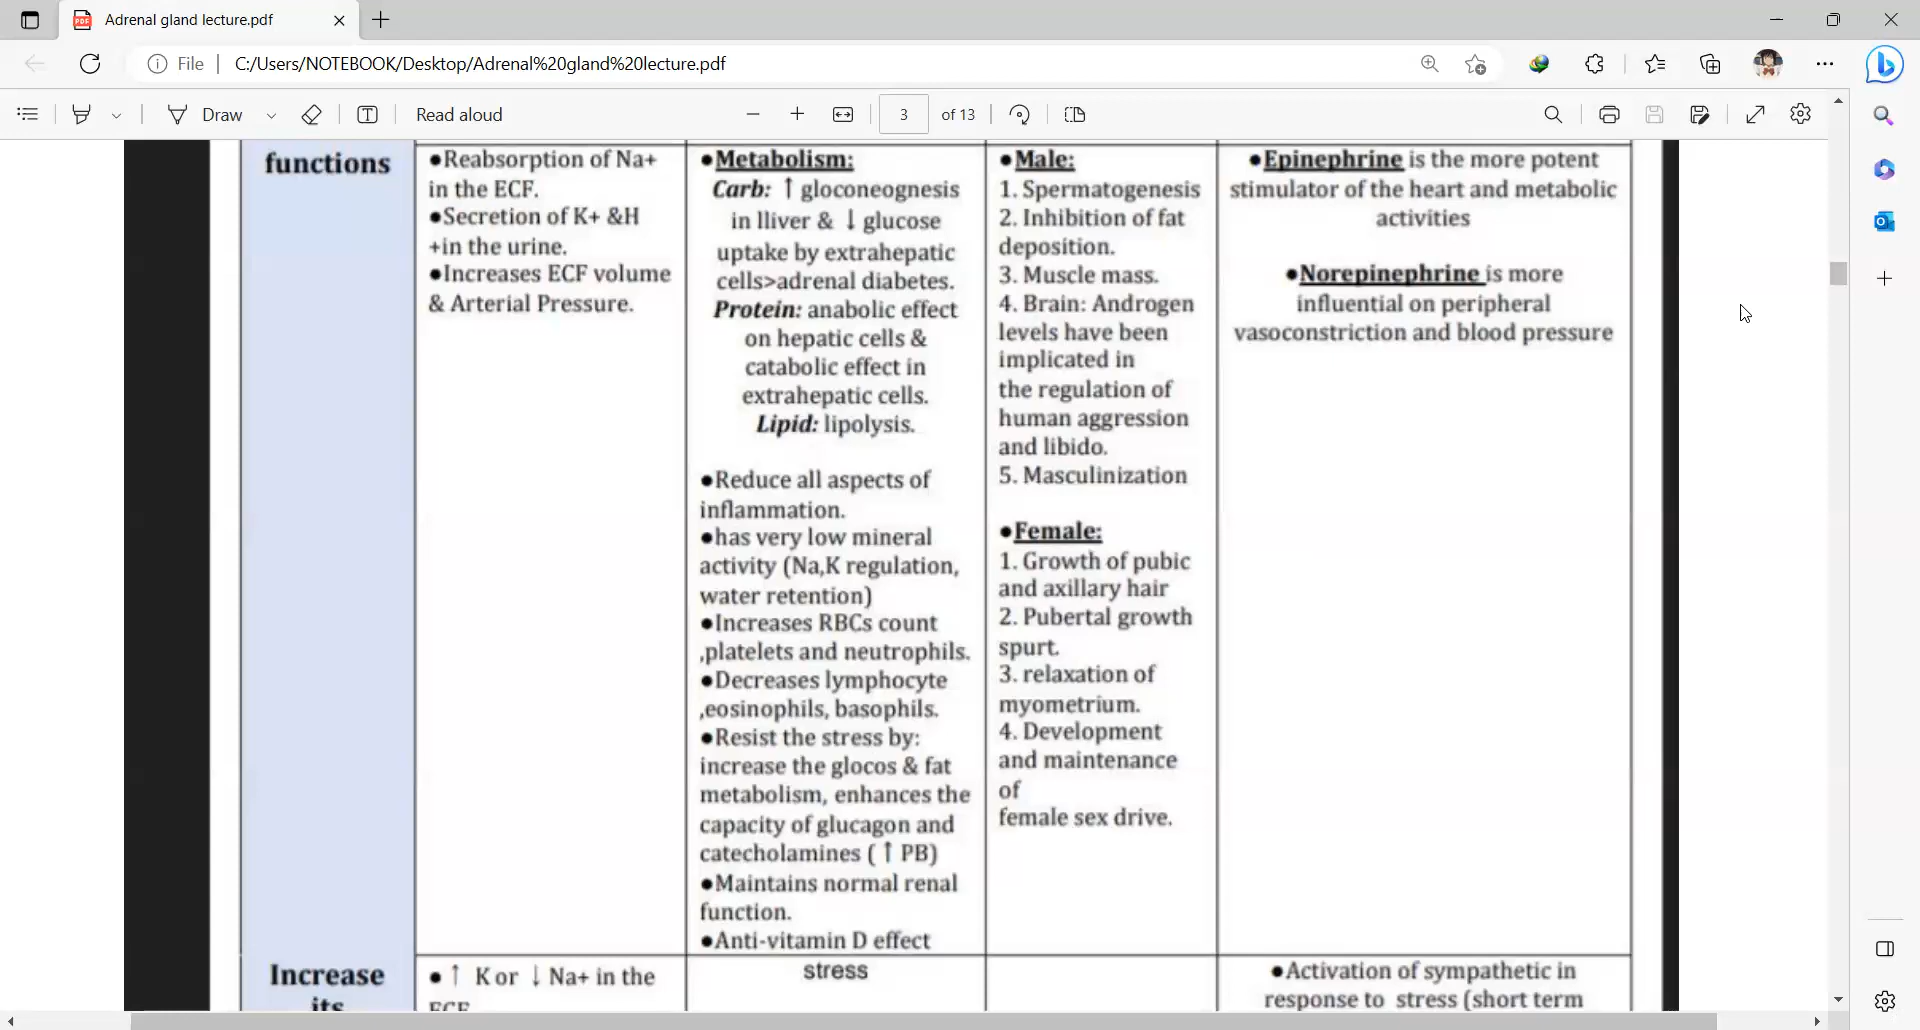 Adrenal gland lecture.pdf
File
C:/Users/NOTEBOOK/Desktop/Adrenal%20gland%20lecture.pdf
Draw
Read aloud
3
of 13
functions
●Reabsorption of Na+
in the ECF.
●Secretion of K+ &H
+in the urine.
●Increases ECF volume
& Arterial Pressure.
●Metabolism:
Carb: ↑ gloconeognesis
in lliver & ↓ glucose
uptake by extrahepatic
cells>adrenal diabetes.
Protein: anabolic effect
on hepatic cells &
catabolic effect in
extrahepatic cells.
Lipid: lipolysis.
●Reduce all aspects of
inflammation.
●has very low mineral
activity (Na,K regulation,
water retention)
●Increases RBCs count
,platelets and neutrophils.
●Decreases lymphocyte
,eosinophils, basophils.
●Resist the stress by:
increase the glocos & fat
metabolism, enhances the
capacity of glucagon and
catecholamines (↑ PB)
●Maintains normal renal
function.
●Anti-vitamin D effect
●Male:
1. Spermatogenesis
2. Inhibition of fat
deposition.
3. Muscle mass.
4. Brain: Androgen
levels have been
implicated in
the regulation of
human aggression
and libido.
5. Masculinization
●Female:
1. Growth of pubic
and axillary hair
2. Pubertal growth
spurt.
3. relaxation of
myometrium.
4. Development
and maintenance
of
female sex drive.
●Epinephrine is the more potent
stimulator of the heart and metabolic
activities
●Norepinephrine is more
influential on peripheral
vasoconstriction and blood pressure
Increase
its
●↑ K or ↓ Na+ in the
ECF
stress
●Activation of sympathetic in
response to stress (short term